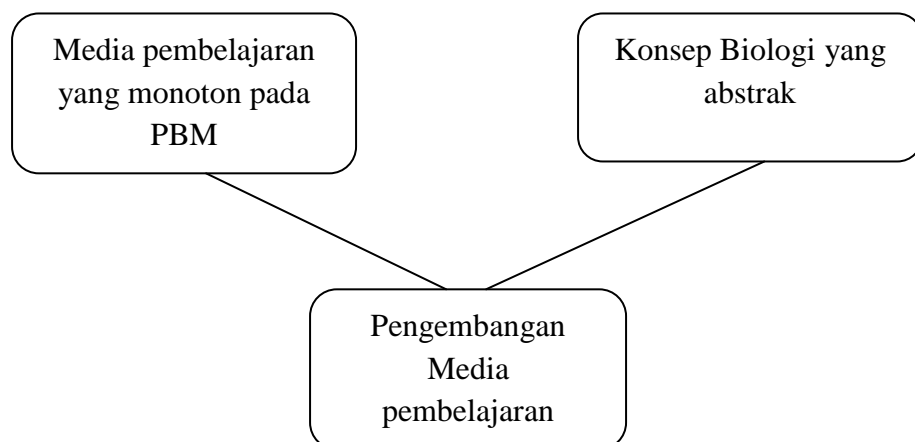 Media pembelajaran
yang monoton pada
PBM
Konsep Biologi yang
abstrak
Pengembangan
Media
pembelajaran